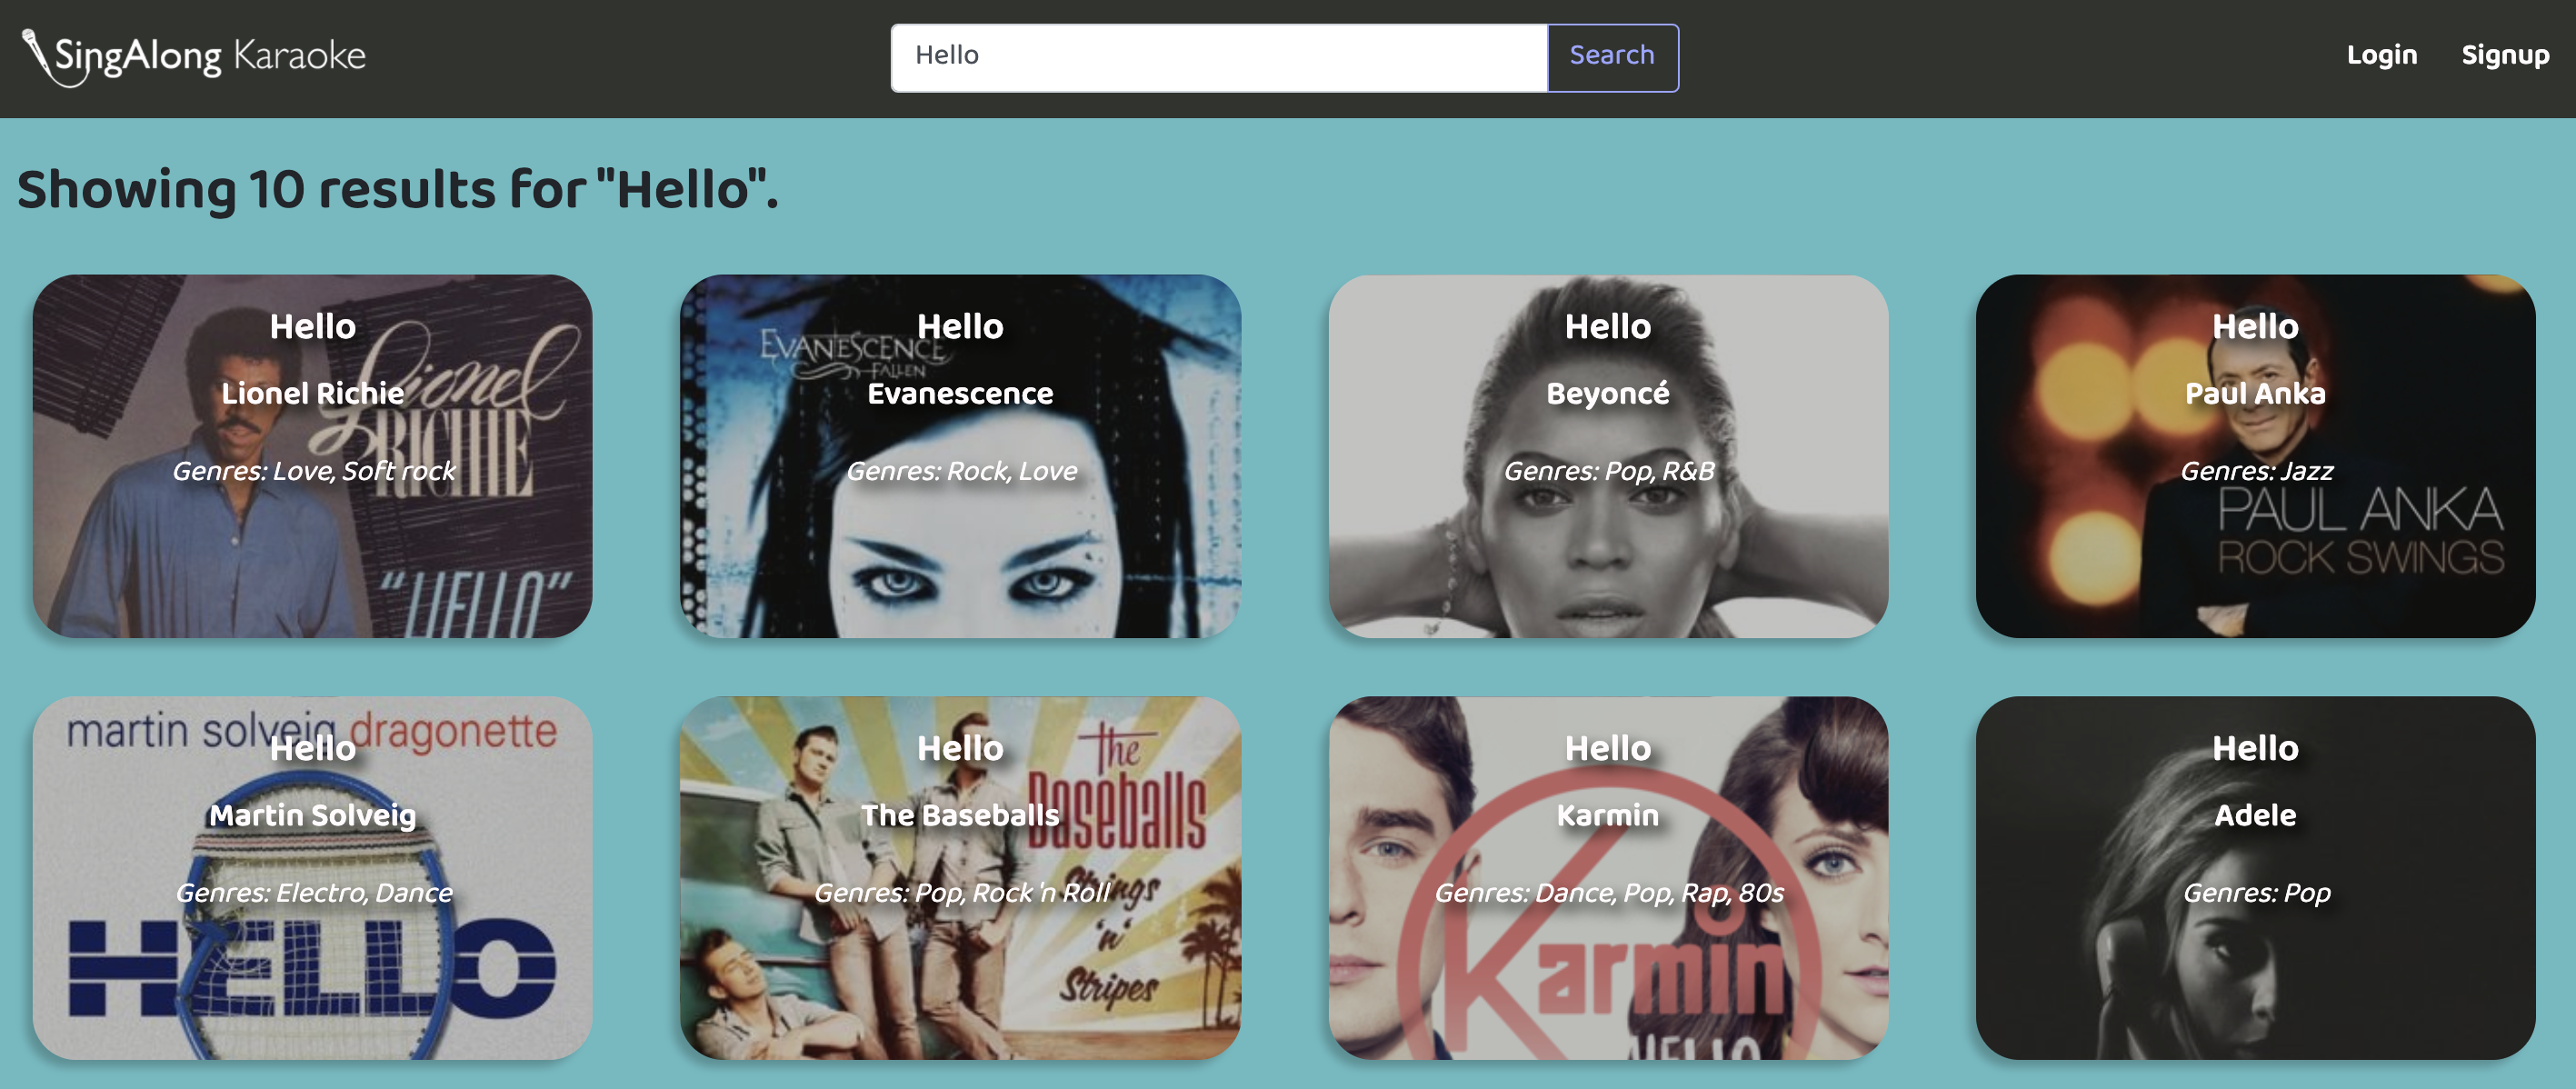 SingAlong Karaoke
Hello
Search
Login
Signup
Showing 10 results for "Hello".
Hello
Lionel Richie
Genres: Love, Soft rock
Lionel
RICHIE
"HELLO"
Hello
EVANESCENCE
FALLEN
Evanescence
Genres: Rock, Love
Hello
Beyoncé
Genres: Pop, R&B
Hello
Paul Anka
Genres: Jazz
PAUL ANKA
ROCK SWINGS
martin solveig dragonette
Hello
Martin Solveig
Genres: Electro, Dance
HELLO
Hello
the
Baseballs
The Baseballs
Genres: Pop, Rock 'n Roll
Strings
'n'
Stripes
Hello
Karmin
Genres: Dance, Pop, Rap, 80s
Karmin
HELLO
Hello
Adele
Genres: Pop